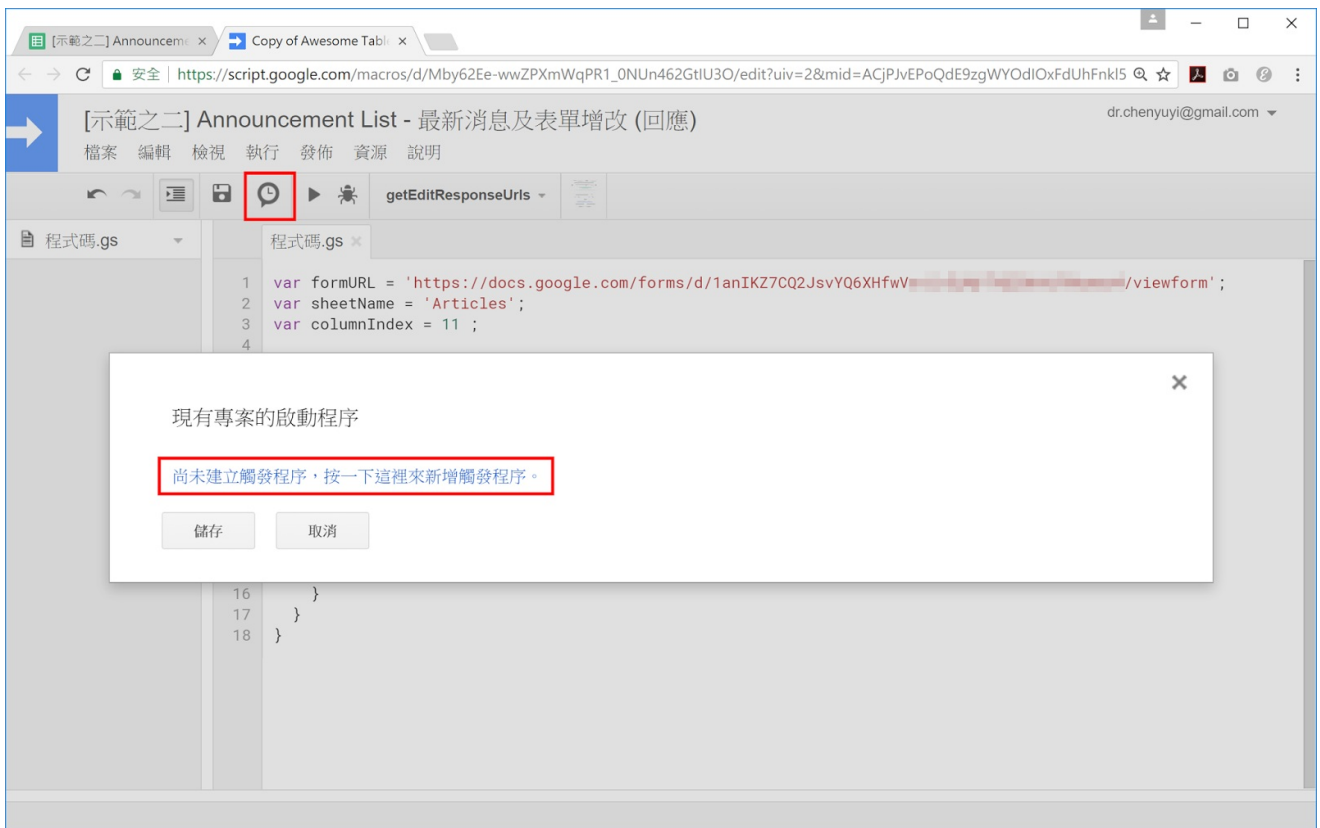 [示範之二] Announceme
Copy of Awesome Tabl
安全 | https://script.google.com/macros/d/Mby62Ee-wwZPXmWqPR1_0NUn462GtIU3O/edit?uiv=2&mid=ACjPJvEPoQdE9zgWYOdIOxFdUhFnkl5
[示範之二] Announcement List - 最新消息及表單增改 (回應)
dr.chenyuyi@gmail.com
檔案 編輯 檢視 執行 發佈 資源 說明
getEditResponseUrls
程式碼.gs
程式碼.gs
1 var formURL = 'https://docs.google.com/forms/d/1anIKZ7CQ2JsvYQ6XHfwV /viewform';
2 var sheetName = 'Articles';
3 var columnIndex = 11 ;
4
現有專案的啟動程序
尚未建立觸發程序，按一下這裡來新增觸發程序。
儲存 取消
16 }
17 }
18 }